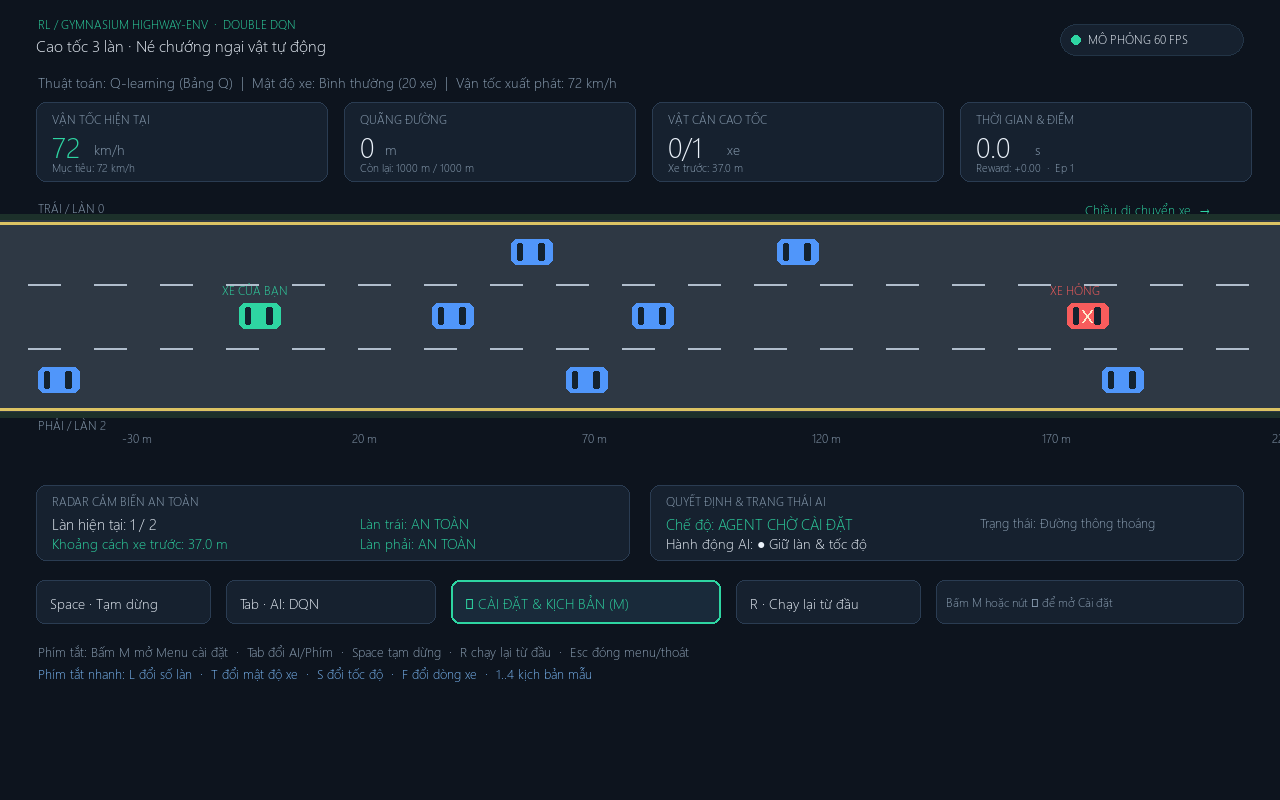 RL / GYMNASIUM HIGHWAY-ENV · DOUBLE DQN
Cao tốc 3 làn · Né chướng ngại vật tự động
MÔ PHỎNG 60 FPS
Thuật toán: Q-learning (Bảng Q) | Mật độ xe: Bình thường (20 xe) | Vận tốc xuất phát: 72 km/h
VẬN TỐC HIỆN TẠI
72 km/h
Mục tiêu: 72 km/h
QUÃNG ĐƯỜNG
0 m
Còn lại: 1000 m / 1000 m
VẬT CẢN CAO TỐC
0/1 xe
Xe trước: 37.0 m
THỜI GIAN & ĐIỂM
0.0 s
Reward: +0.00 · Ep 1
TRÁI / LÀN 0
Chiều di chuyển xe →
XE CỦA BẠN
XE HỎNG
X
PHẢI / LÀN 2
-30 m
20 m
70 m
120 m
170 m
22
RADAR CẢM BIẾN AN TOÀN
Làn hiện tại: 1 / 2
Làn trái: AN TOÀN
Khoảng cách xe trước: 37.0 m
Làn phải: AN TOÀN
QUYẾT ĐỊNH & TRẠNG THÁI AI
Chế độ: AGENT CHỜ CÀI ĐẶT
Trạng thái: Đường thông thoáng
Hành động AI: ● Giữ làn & tốc độ
Space · Tạm dừng
Tab · AI: DQN
CÀI ĐẶT & KỊCH BẢN (M)
R · Chạy lại từ đầu
Bấm M hoặc nút để mở Cài đặt
Phím tắt: Bấm M mở Menu cài đặt · Tab đổi AI/Phím · Space tạm dừng · R chạy lại từ đầu · Esc đóng menu/thoát
Phím tắt nhanh: L đổi số làn · T đổi mật độ xe · S đổi tốc độ · F đổi dòng xe · 1..4 kịch bản mẫu